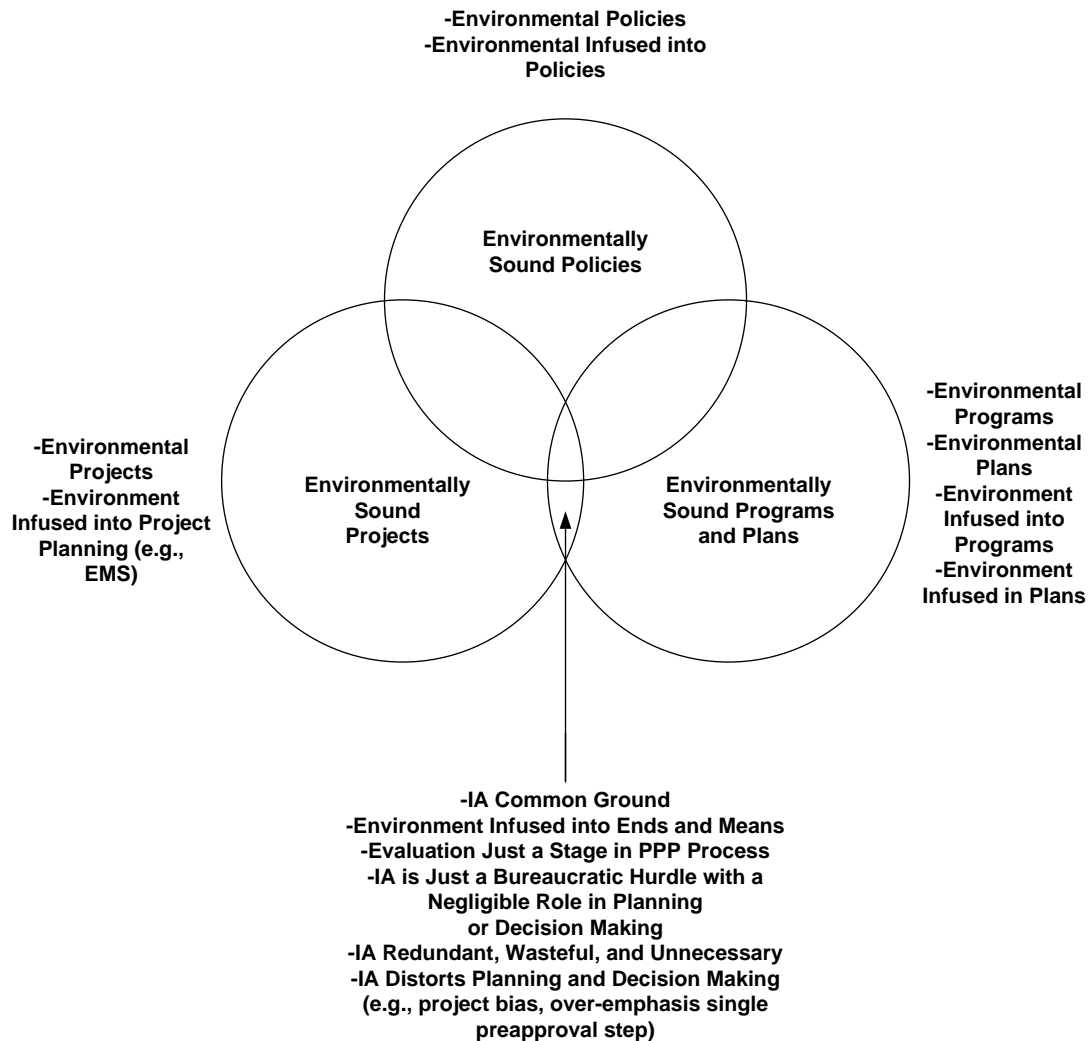 -Environmental Policies
-Environmental Infused into
Policies
Environmentally
Sound Policies
-Environmental
Projects
-Environment
Infused into Project
Planning (e.g.,
EMS)
Environmentally
Sound
Projects
Environmentally
Sound Programs
and Plans
-Environmental
Programs
-Environmental
Plans
-Environment
Infused into
Programs
-Environment
Infused in Plans
-IA Common Ground
-Environment Infused into Ends and Means
-Evaluation Just a Stage in PPP Process
-IA is Just a Bureaucratic Hurdle with a
Negligible Role in Planning
or Decision Making
-IA Redundant, Wasteful, and Unnecessary
-IA Distorts Planning and Decision Making
(e.g., project bias, over-emphasis single
preapproval step)